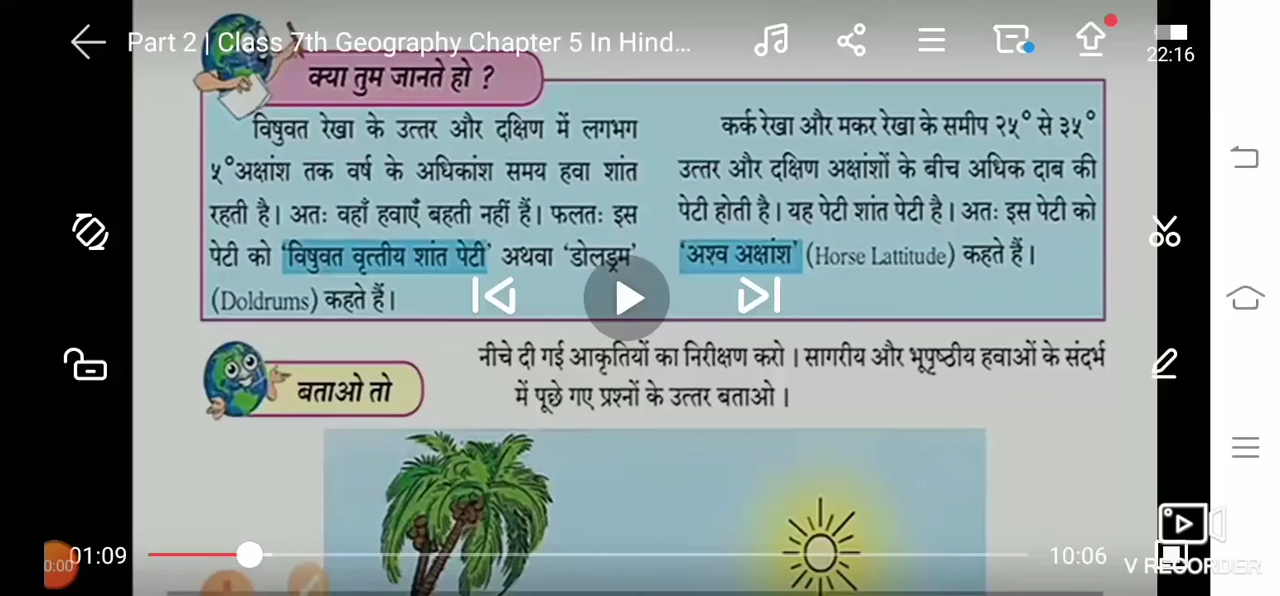 Part 2 | Class 7th Geography Chapter 5 In Hind...
22:16
क्या तुम जानते हो ?
विषुवत रेखा के उत्तर और दक्षिण में लगभग
५° अक्षांश तक वर्ष के अधिकांश समय हवा शांत
रहती है। अतः वहाँ हवाएँ बहती नहीं हैं। फलतः इस
पेटी को 'विषुवत वृत्तीय शांत पेटी' अथवा 'डोलड्रम'
(Doldrums) कहते हैं।
कर्क रेखा और मकर रेखा के समीप २५° से ३५°
उत्तर और दक्षिण अक्षांशों के बीच अधिक दाब की
पेटी होती है। यह पेटी शांत पेटी है। अतः इस पेटी को
'अश्व अक्षांश' (Horse Lattitude) कहते हैं।
नीचे दी गई आकृतियों का निरीक्षण करो । सागरीय और भूपृष्ठीय हवाओं के संदर्भ
में पूछे गए प्रश्नों के उत्तर बताओ ।
बताओ तो
01:09
10:06
0:00
V RECORDER